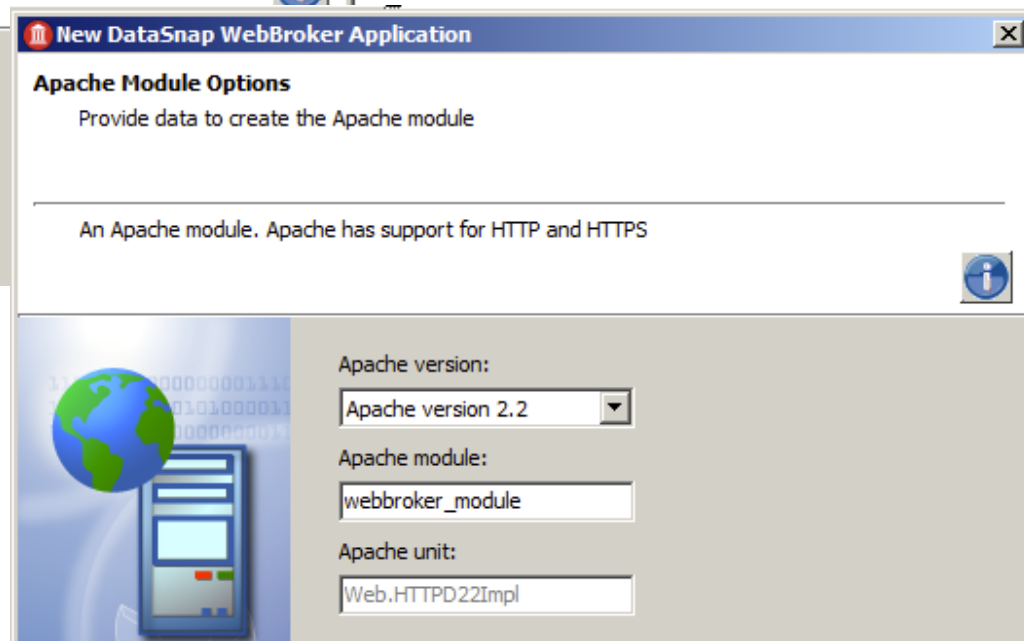 New DataSnap WebBroker Application
Apache Module Options
Provide data to create the Apache module
An Apache module. Apache has support for HTTP and HTTPS
Apache version:
Apache version 2.2
Apache module:
webbroker_module
Apache unit:
Web.HTTPD22Impl